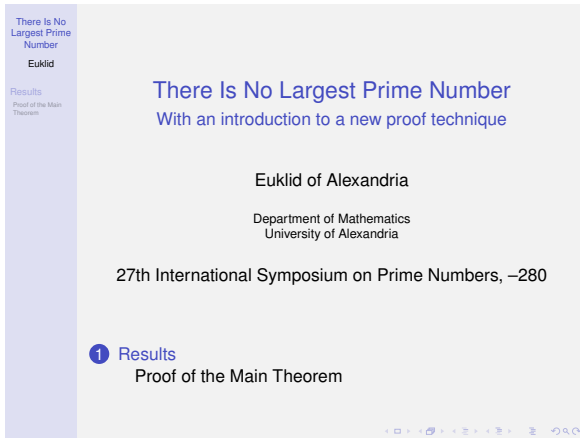 There Is No
Largest Prime
Number
Euklid
Results
Proof of the Main
Theorem
There Is No Largest Prime Number
With an introduction to a new proof technique
Euklid of Alexandria
Department of Mathematics
University of Alexandria
27th International Symposium on Prime Numbers, –280
1 Results
Proof of the Main Theorem